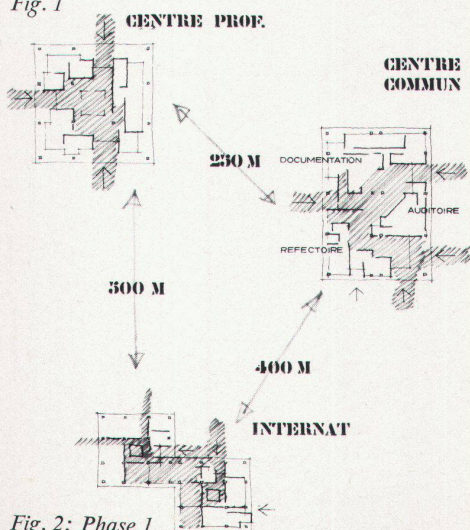 Fig. 1
CENTRE PROF.
CENTRE
COMMUN
250 M
DOCUMENTATION
AUDITOIRE
REFECTOIRE
500 M
400 M
INTERNAT
Fig. 2: Phase 1